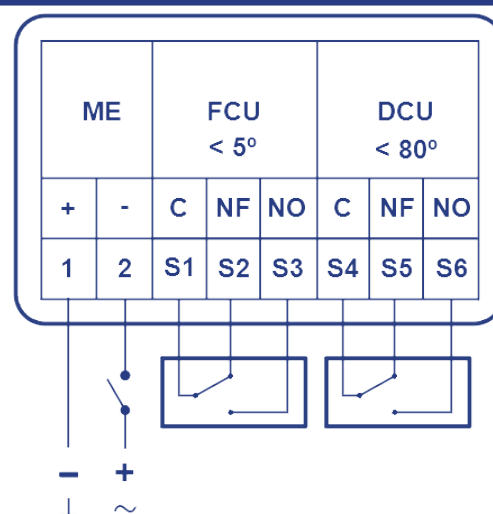 ME FCU DCU
< 5º < 80º
+ - C NF NO C NF NO
1 2 S1 S2 S3 S4 S5 S6
− +
~